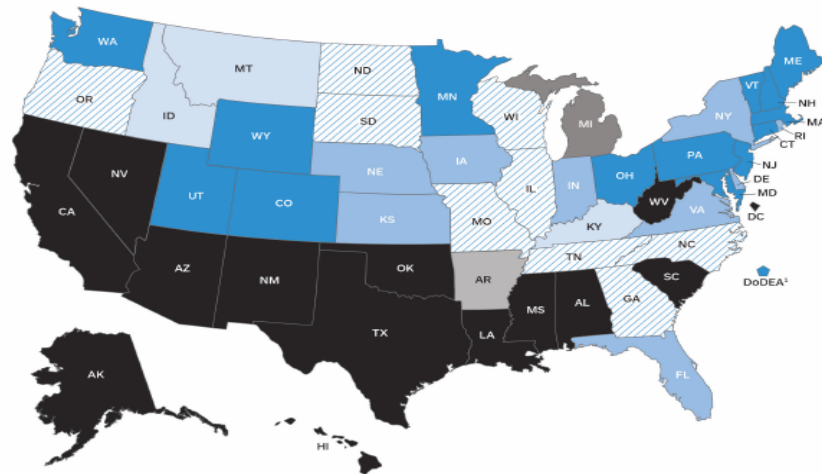 WA
MT
ND
MN
ME
VT
OR
ID
SD
WI
NH
MA
NY
WY
MI
RI
CT
NE
IA
PA
NJ
NV
IN
OH
DE
UT
CO
IL
MD
CA
KS
MO
WV
VA
DC
KY
AZ
NM
OK
TN
NC
AR
SC
DoDEA¹
TX
LA
MS
AL
GA
AK
FL
HI